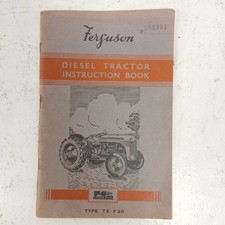 Ferguson
DIESEL TRACTOR
INSTRUCTION BOOK
TYPE TE-F20